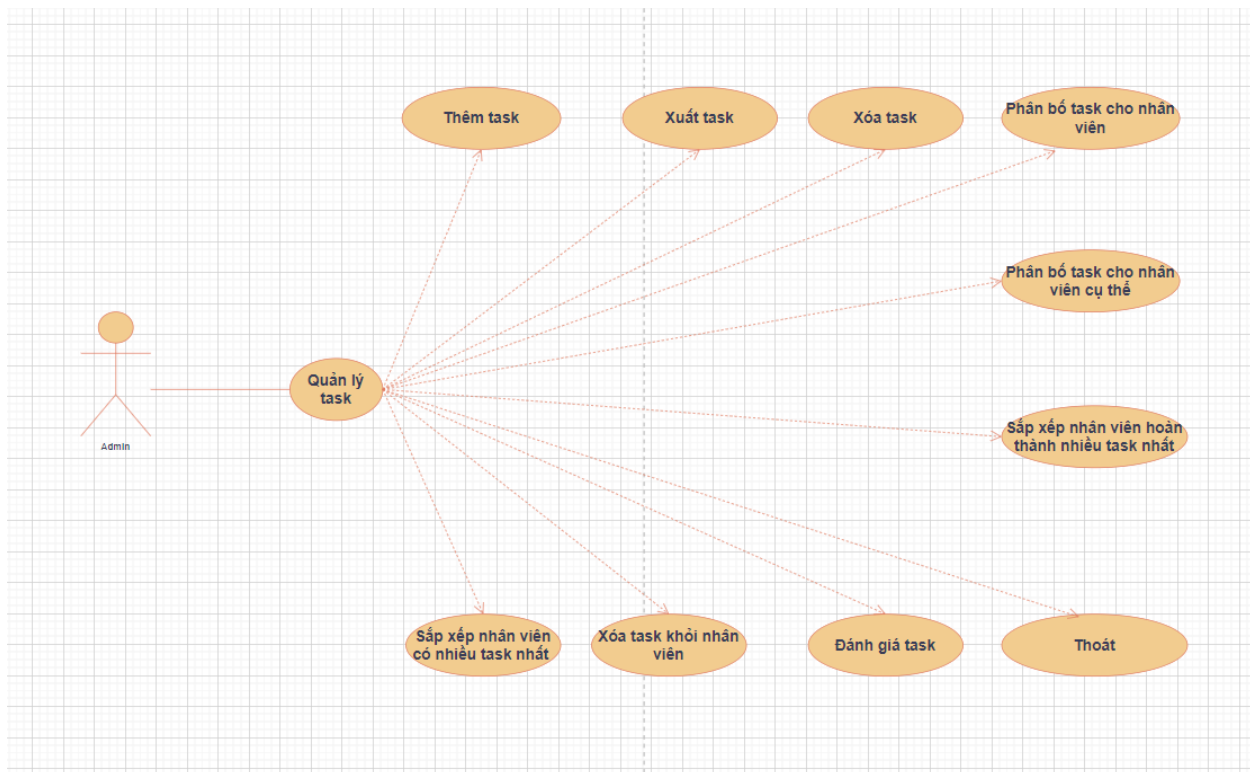 Thêm task
Xuất task
Xóa task
Phân bố task cho nhân
viên
Phân bố task cho nhân
viên cụ thể
Quản lý
task
Admin
Sắp xếp nhân viên hoàn
thành nhiều task nhất
Sắp xếp nhân viên
có nhiều task nhất
Xóa task khỏi nhân
viên
Đánh giá task
Thoát